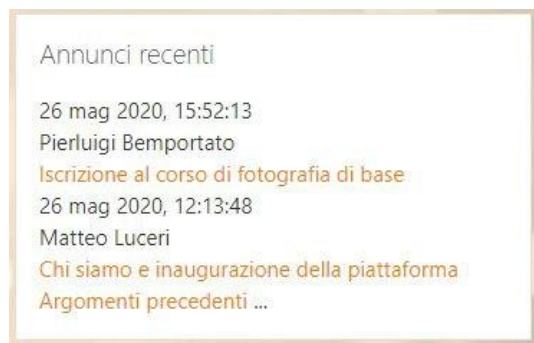 Annunci recenti
26 mag 2020, 15:52:13
Pierluigi Bemportato
Iscrizione al corso di fotografia di base
26 mag 2020, 12:13:48
Matteo Luceri
Chi siamo e inaugurazione della piattaforma
Argomenti precedenti ...